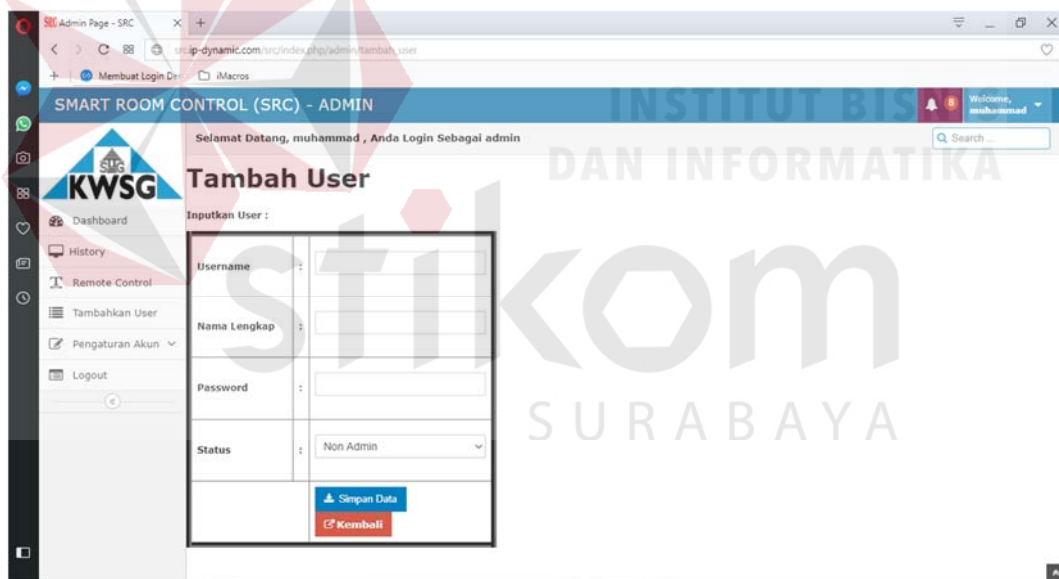 SRC Admin Page - SRC
src.ip-dynamic.com/src/index.php/admin/tambah_user
Membuat Login Den
iMacros
SMART ROOM CONTROL (SRC) - ADMIN
8
Welcome,
muhammad
Selamat Datang, muhammad , Anda Login Sebagai admin
Search ...
KWSG
Dashboard
History
Remote Control
Tambahkan User
Pengaturan Akun
Logout
Tambah User
Inputkan User :
Username :
Nama Lengkap :
Password :
Status : Non Admin
Simpan Data
Kembali
INSTITUT BISNIS
DAN INFORMATIKA
stikom
SURABAYA